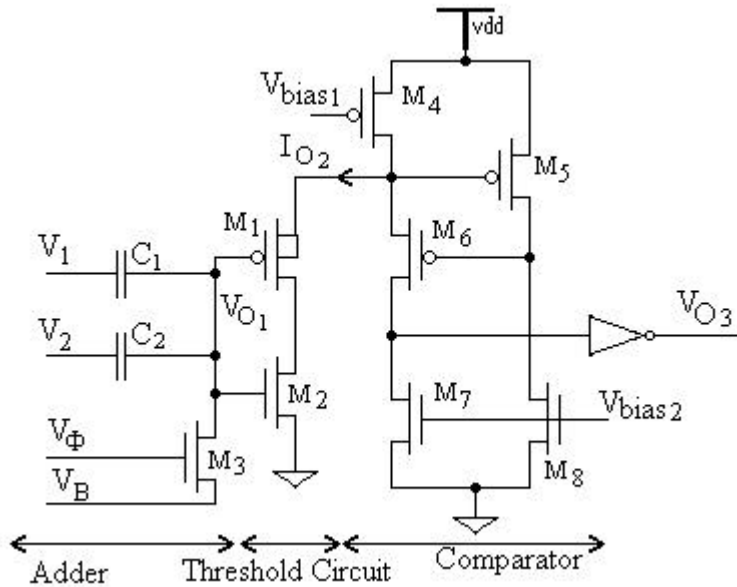 vdd
Vbias1
M4
IO2
M5
M1
M6
V1
C1
VO1
VO3
V2
C2
M2
M7
Vbias2
VΦ
M3
VB
M8
Adder
Threshold Circuit
Comparator